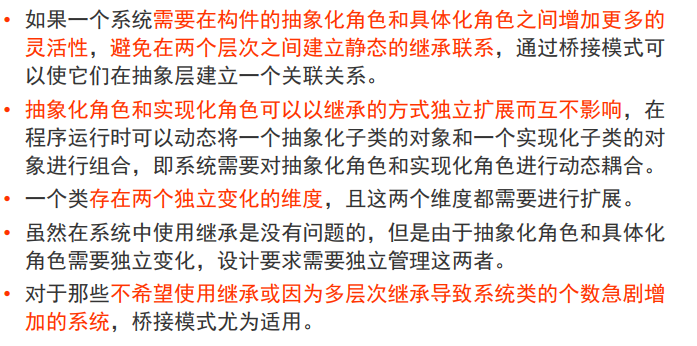 • 如果一个系统需要在构件的抽象化角色和具体化角色之间增加更多的
灵活性，避免在两个层次之间建立静态的继承联系，通过桥接模式可
以使它们在抽象层建立一个关联关系。
• 抽象化角色和实现化角色可以以继承的方式独立扩展而互不影响，在
程序运行时可以动态将一个抽象化子类的对象和一个实现化子类的对
象进行组合，即系统需要对抽象化角色和实现化角色进行动态耦合。
• 一个类存在两个独立变化的维度，且这两个维度都需要进行扩展。
• 虽然在系统中使用继承是没有问题的，但是由于抽象化角色和具体化
角色需要独立变化，设计要求需要独立管理这两者。
• 对于那些不希望使用继承或因为多层次继承导致系统类的个数急剧增
加的系统，桥接模式尤为适用。